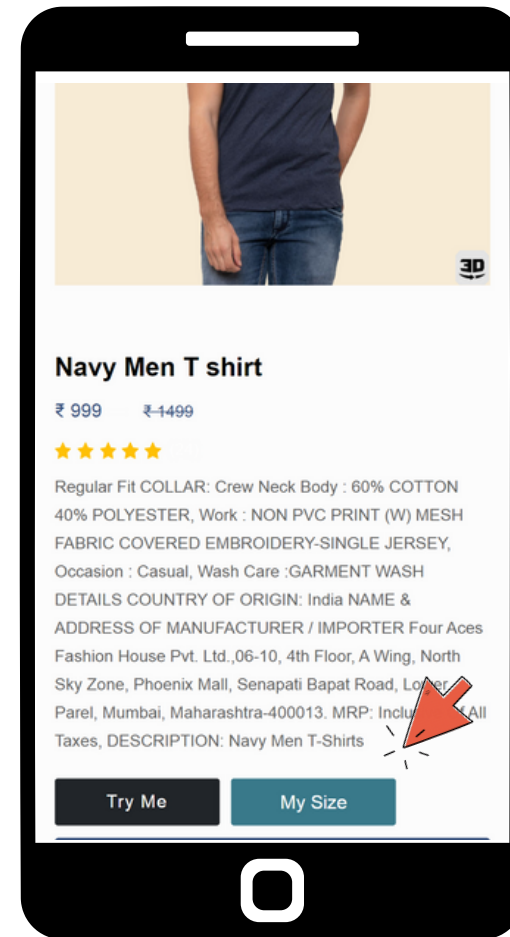 3D
Navy Men T shirt
₹ 999 ₹ 1499
Regular Fit COLLAR: Crew Neck Body : 60% COTTON
40% POLYESTER, Work : NON PVC PRINT (W) MESH
FABRIC COVERED EMBROIDERY-SINGLE JERSEY,
Occasion : Casual, Wash Care :GARMENT WASH
DETAILS COUNTRY OF ORIGIN: India NAME &
ADDRESS OF MANUFACTURER / IMPORTER Four Aces
Fashion House Pvt. Ltd.,06-10, 4th Floor, A Wing, North
Sky Zone, Phoenix Mall, Senapati Bapat Road,
Parel, Mumbai, Maharashtra-400013. MRP: All
Taxes, DESCRIPTION: Navy Men T-Shirts
Try Me My Size